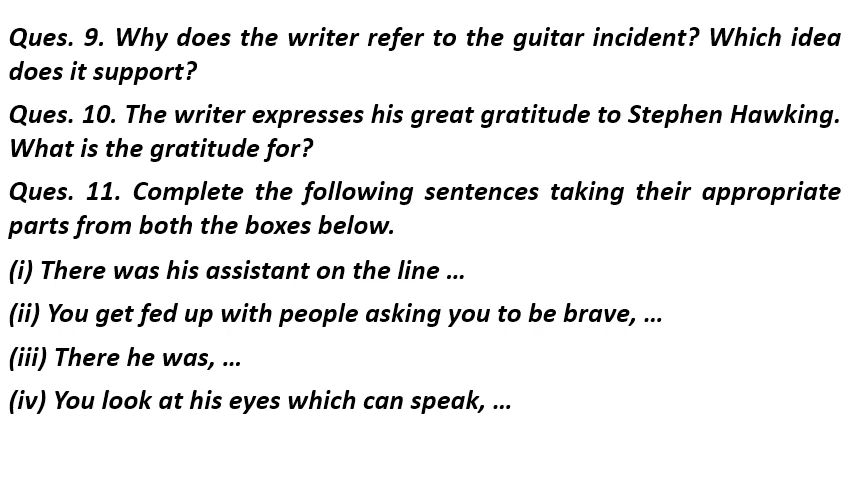 Ques. 9. Why does the writer refer to the guitar incident? Which idea
does it support?
Ques. 10. The writer expresses his great gratitude to Stephen Hawking.
What is the gratitude for?
Ques. 11. Complete the following sentences taking their appropriate
parts from both the boxes below.
(i) There was his assistant on the line ...
(ii) You get fed up with people asking you to be brave, ...
(iii) There he was, ...
(iv) You look at his eyes which can speak, ...